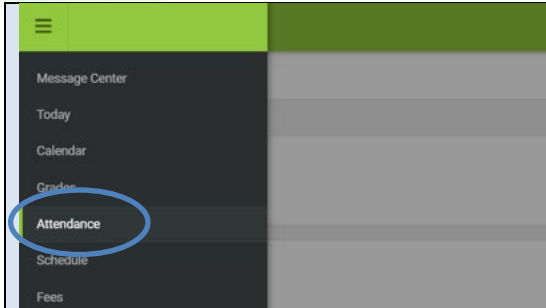 Message Center
Today
Calendar
Grades
Attendance
Schedule
Fees